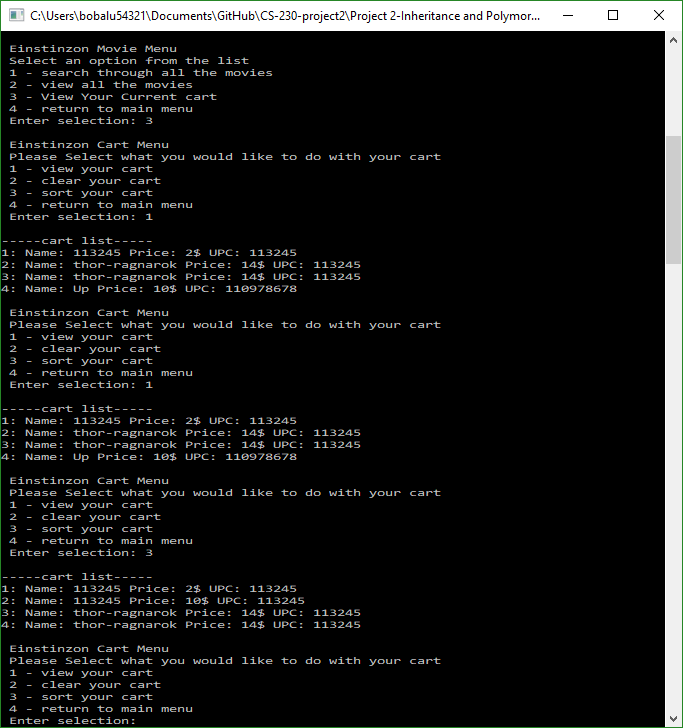 C:\Users\bobalu54321\Documents\GitHub\CS-230-project2\Project 2-Inheritance and Polymor...
Einstinzon Movie Menu
Select an option from the list
1 - search through all the movies
2 - view all the movies
3 - View Your Current cart
4 - return to main menu
Enter selection: 3
Einstinzon Cart Menu
Please Select what you would like to do with your cart
1 - view your cart
2 - clear your cart
3 - sort your cart
4 - return to main menu
Enter selection: 1
-----cart list-----
1: Name: 113245 Price: 2$ UPC: 113245
2: Name: thor-ragnarok Price: 14$ UPC: 113245
3: Name: thor-ragnarok Price: 14$ UPC: 113245
4: Name: Up Price: 10$ UPC: 110978678
Einstinzon Cart Menu
Please Select what you would like to do with your cart
1 - view your cart
2 - clear your cart
3 - sort your cart
4 - return to main menu
Enter selection: 1
-----cart list-----
1: Name: 113245 Price: 2$ UPC: 113245
2: Name: thor-ragnarok Price: 14$ UPC: 113245
3: Name: thor-ragnarok Price: 14$ UPC: 113245
4: Name: Up Price: 10$ UPC: 110978678
Einstinzon Cart Menu
Please Select what you would like to do with your cart
1 - view your cart
2 - clear your cart
3 - sort your cart
4 - return to main menu
Enter selection: 3
-----cart list-----
1: Name: 113245 Price: 2$ UPC: 113245
2: Name: 113245 Price: 10$ UPC: 113245
3: Name: thor-ragnarok Price: 14$ UPC: 113245
4: Name: thor-ragnarok Price: 14$ UPC: 113245
Einstinzon Cart Menu
Please Select what you would like to do with your cart
1 - view your cart
2 - clear your cart
3 - sort your cart
4 - return to main menu
Enter selection: